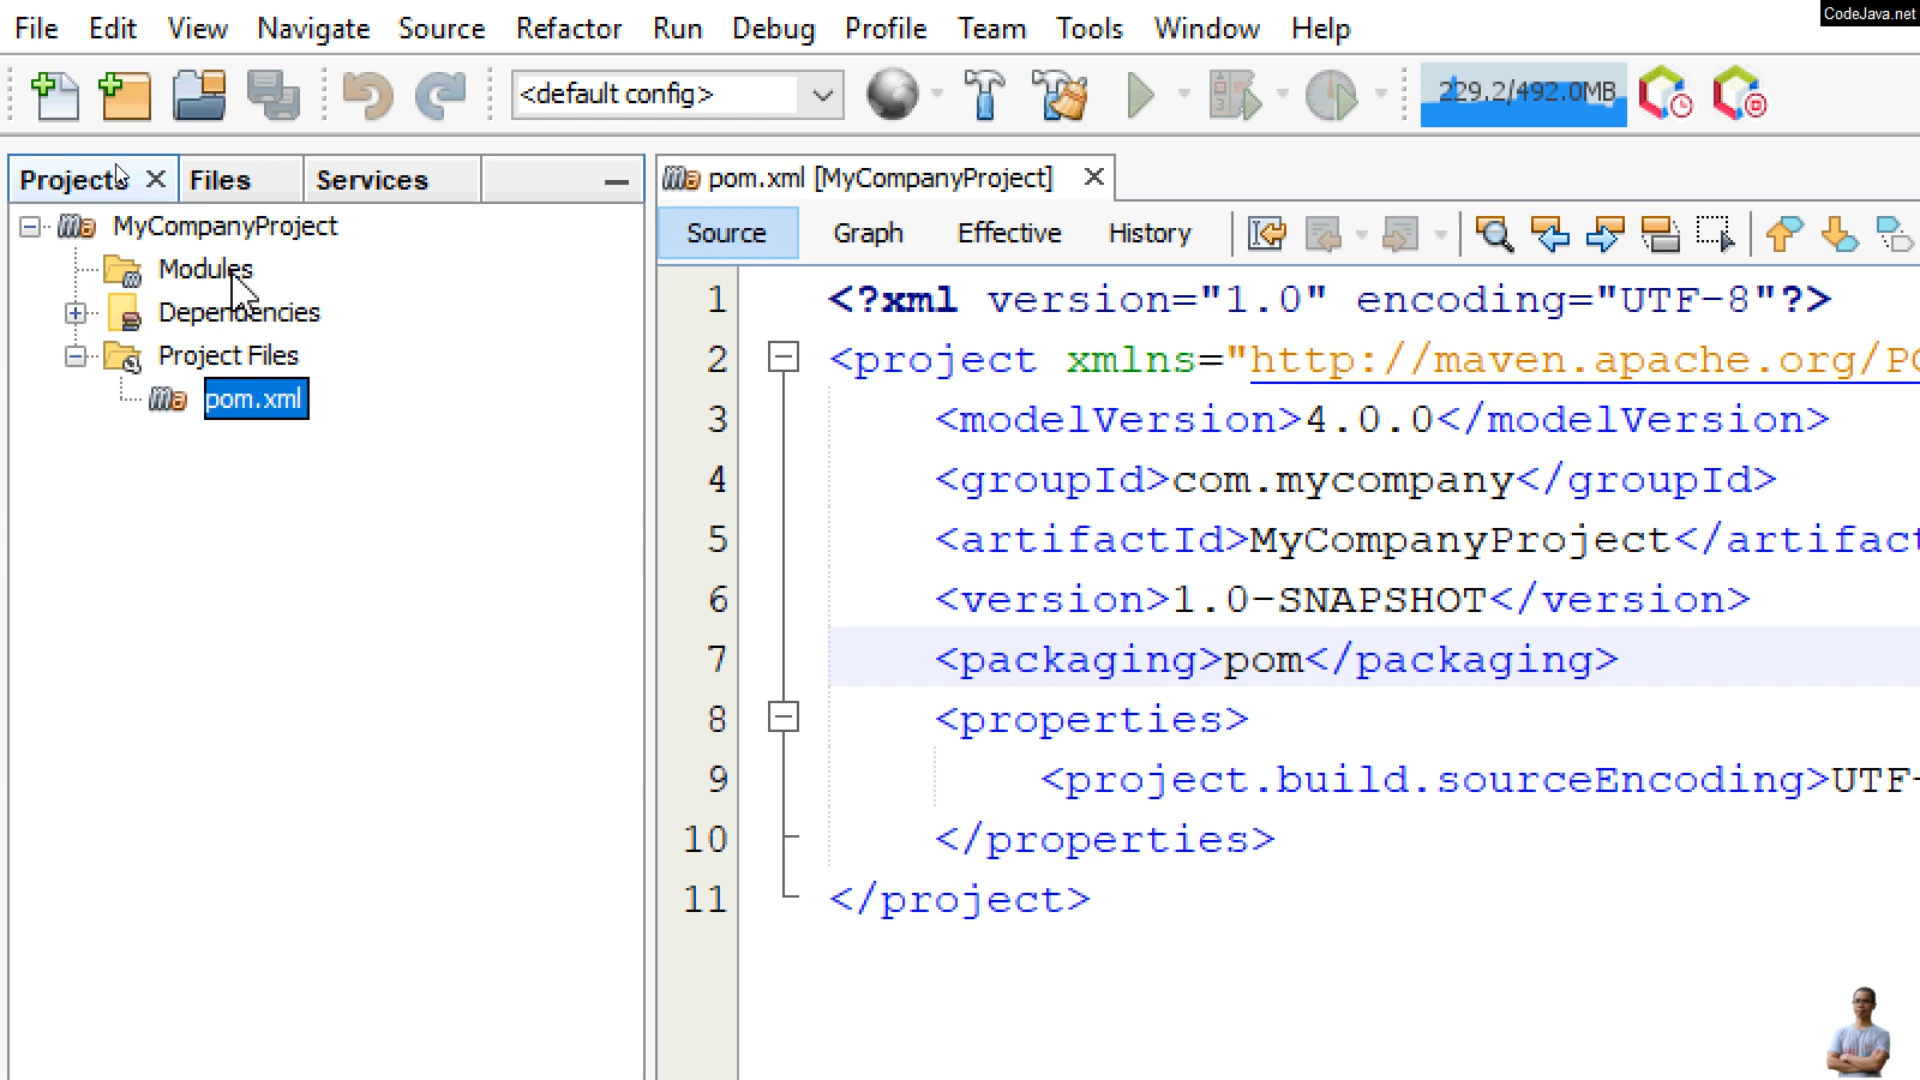 CodeJava.net
File Edit View Navigate Source Refactor Run Debug Profile Team Tools Window Help
<default config> 229.2/492.0MB
Projects Files Services
MyCompanyProject
Modules
Dependencies
Project Files
pom.xml
pom.xml [MyCompanyProject]
Source Graph Effective History
1 <?xml version="1.0" encoding="UTF-8"?>
2 <project xmlns="http://maven.apache.org/PO
3 <modelVersion>4.0.0</modelVersion>
4 <groupId>com.mycompany</groupId>
5 <artifactId>MyCompanyProject</artifact
6 <version>1.0-SNAPSHOT</version>
7 <packaging>pom</packaging>
8 <properties>
9 <project.build.sourceEncoding>UTF-
10 </properties>
11 </project>